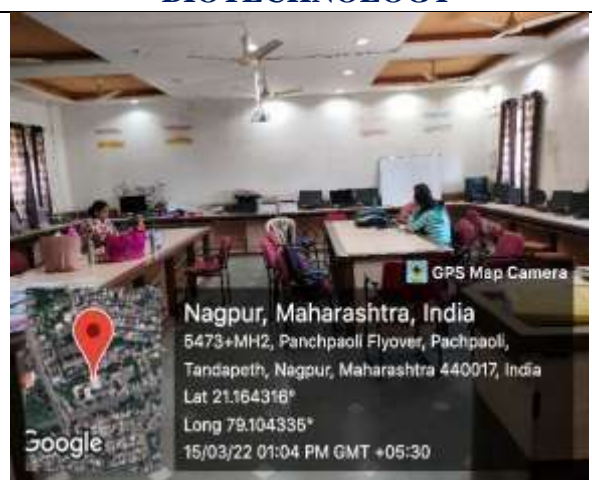 BIOTECHNOLOGY
GPS Map Camera
Nagpur, Maharashtra, India
5473+MH2, Panchpaoli Flyover, Pachpaoli,
Tandapeth, Nagpur, Maharashtra 440017, India
Lat 21.164316°
Long 79.104335°
15/03/22 01:04 PM GMT +05:30
Google